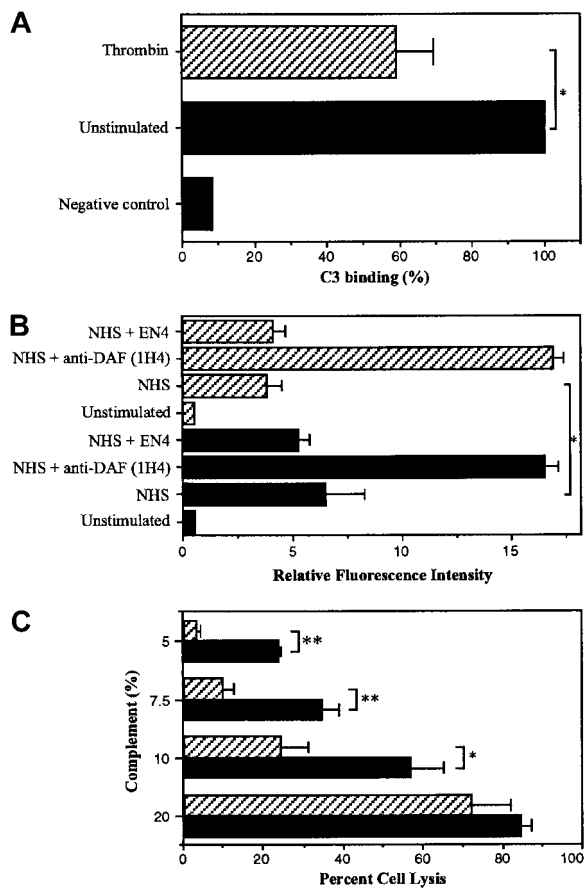 A
Thrombin
Unstimulated
Negative control
*
0 20 40 60 80 100
C3 binding (%)
B
NHS + EN4
NHS + anti-DAF (1H4)
NHS
Unstimulated
NHS + EN4
NHS + anti-DAF (1H4)
NHS
Unstimulated
*
0 5 10 15
Relative Fluorescence Intensity
C
Complement (%)
5
**
7.5
**
10
*
20
0 20 40 60 80 100
Percent Cell Lysis